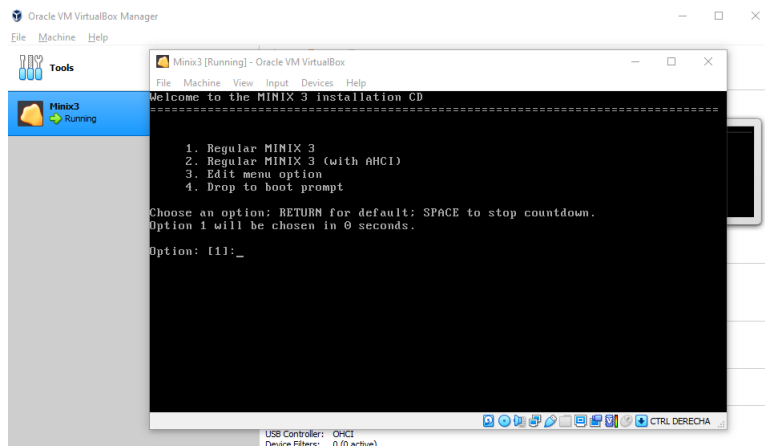 Oracle VM VirtualBox Manager
File Machine Help
Tools
Minix3
Running
Minix3 [Running] - Oracle VM VirtualBox
File Machine View Input Devices Help
Welcome to the MINIX 3 installation CD
================================================================================
1. Regular MINIX 3
2. Regular MINIX 3 (with AHCI)
3. Edit menu option
4. Drop to boot prompt
Choose an option; RETURN for default; SPACE to stop countdown.
Option 1 will be chosen in 0 seconds.
Option: [1]:_
CTRL DERECHA
USB Controller: OHCI
Device Filters: 0 (0 active)